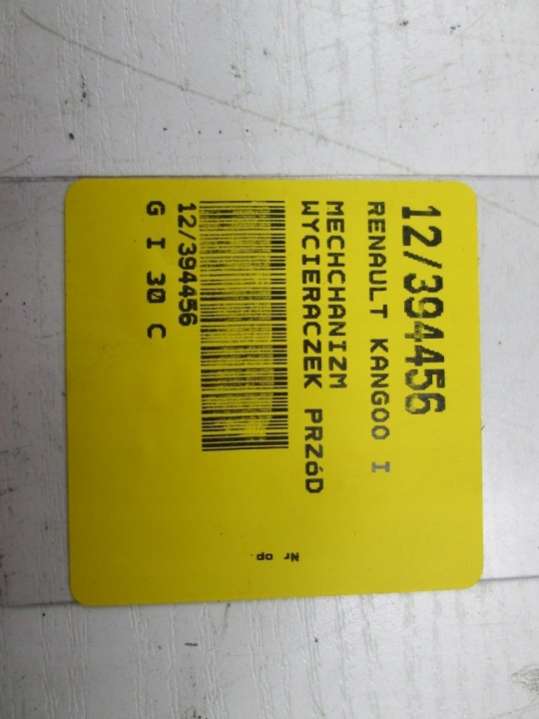 12/394456
RENAULT KANGOO I
MECHCHANIZM
WYCIERACZEK PRZÓD
12/394456
G I 30 C
Nr op